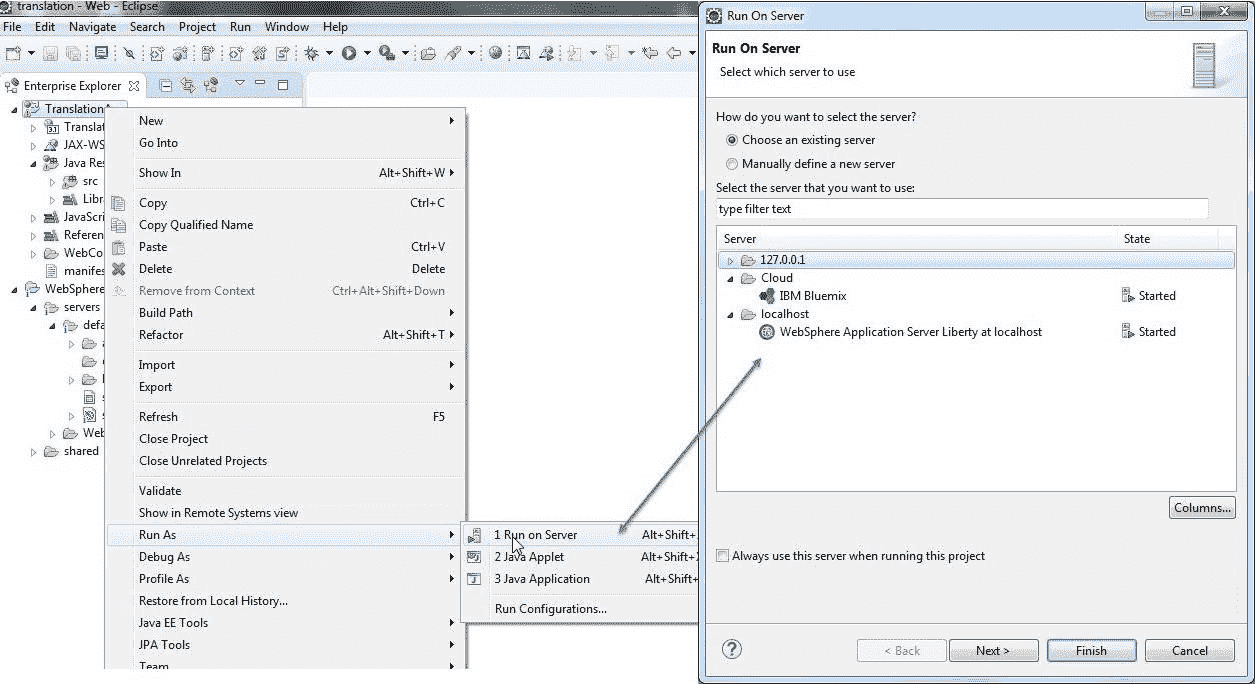 translation - Web - Eclipse
File Edit Navigate Search Project Run Window Help
Enterprise Explorer
Translation
Translat
JAX-WS
Java Res
src
Libr
JavaScri
Referen
WebCo
manifes
WebSphere
servers
defa
Web
shared
New
Go Into
Show In Alt+Shift+W
Copy Ctrl+C
Copy Qualified Name
Paste Ctrl+V
Delete Delete
Remove from Context Ctrl+Alt+Shift+Down
Build Path
Refactor Alt+Shift+T
Import
Export
Refresh F5
Close Project
Close Unrelated Projects
Validate
Show in Remote Systems view
Run As
Debug As
Profile As
Restore from Local History...
Java EE Tools
JPA Tools
Team
1 Run on Server Alt+Shift+
2 Java Applet Alt+Shift+
3 Java Application Alt+Shift+
Run Configurations...
Run On Server
Run On Server
Select which server to use
How do you want to select the server?
Choose an existing server
Manually define a new server
Select the server that you want to use:
type filter text
Server State
127.0.0.1
Cloud
IBM Bluemix Started
localhost
WebSphere Application Server Liberty at localhost Started
Columns...
Always use this server when running this project
? < Back Next > Finish Cancel